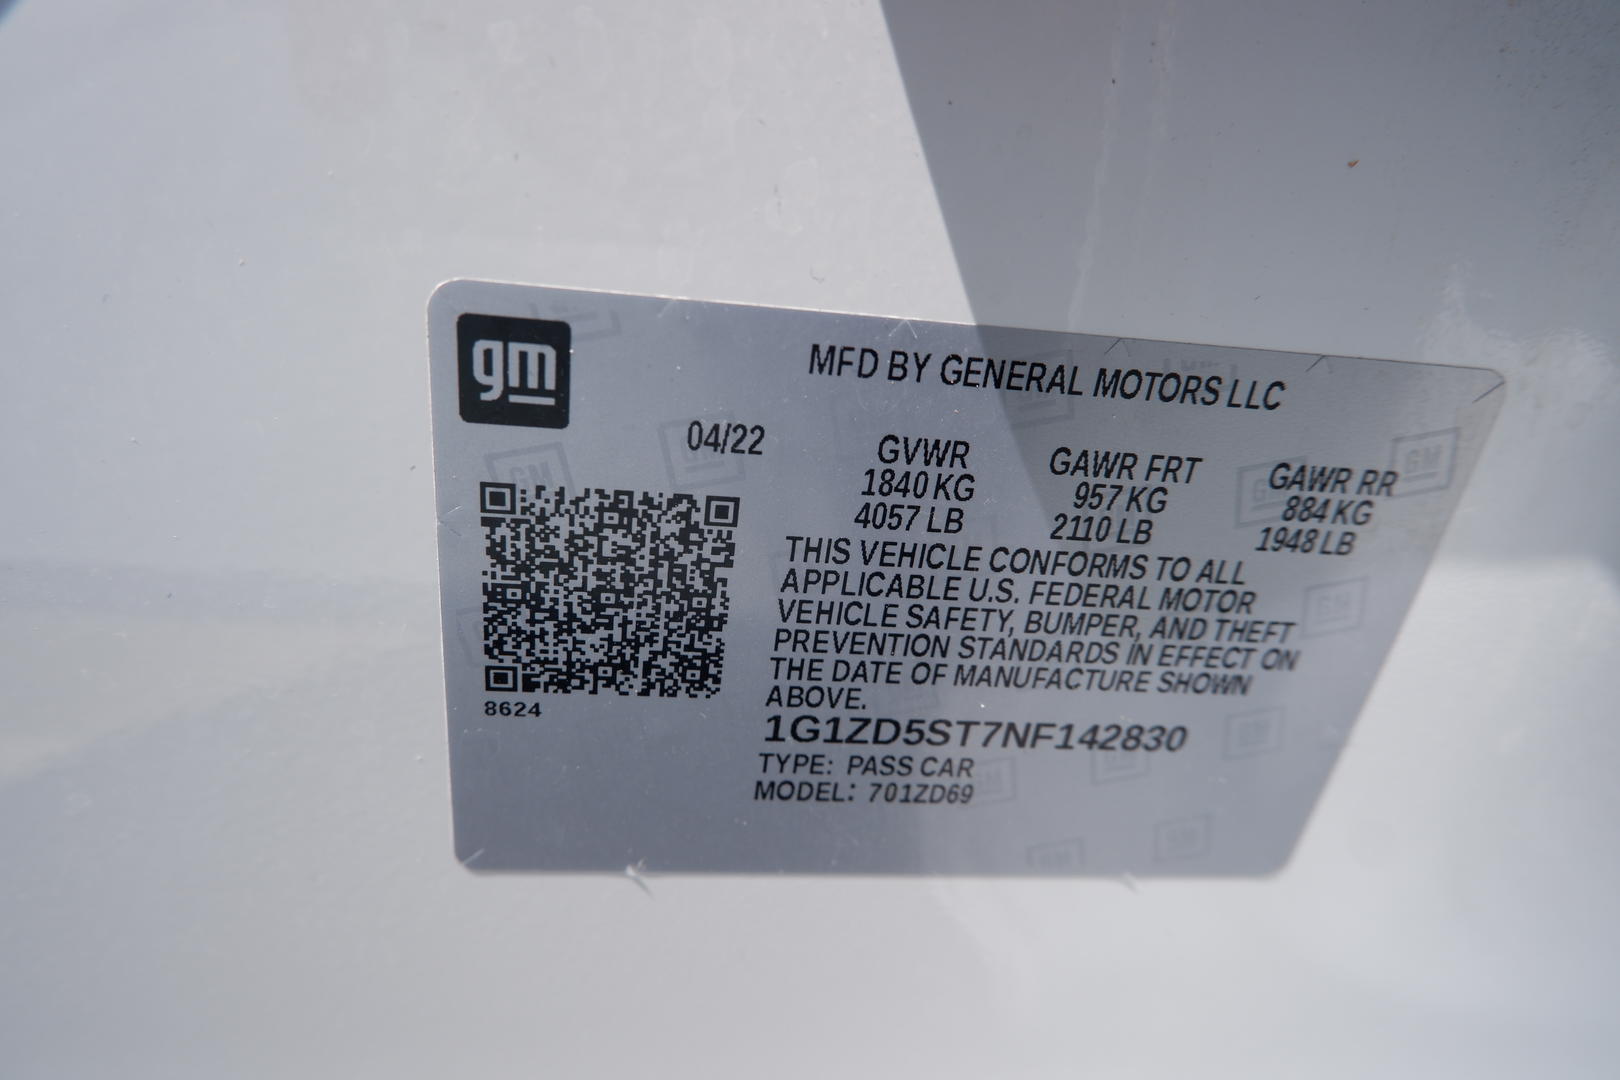 gm
MFD BY GENERAL MOTORS LLC
04/22
GVWR GAWR FRT GAWR RR
1840 KG 957 KG 884 KG
4057 LB 2110 LB 1948 LB
THIS VEHICLE CONFORMS TO ALL
APPLICABLE U.S. FEDERAL MOTOR
VEHICLE SAFETY, BUMPER, AND THEFT
PREVENTION STANDARDS IN EFFECT ON
THE DATE OF MANUFACTURE SHOWN
ABOVE.
8624
1G1ZD5ST7NF142830
TYPE: PASS CAR
MODEL: 701ZD69